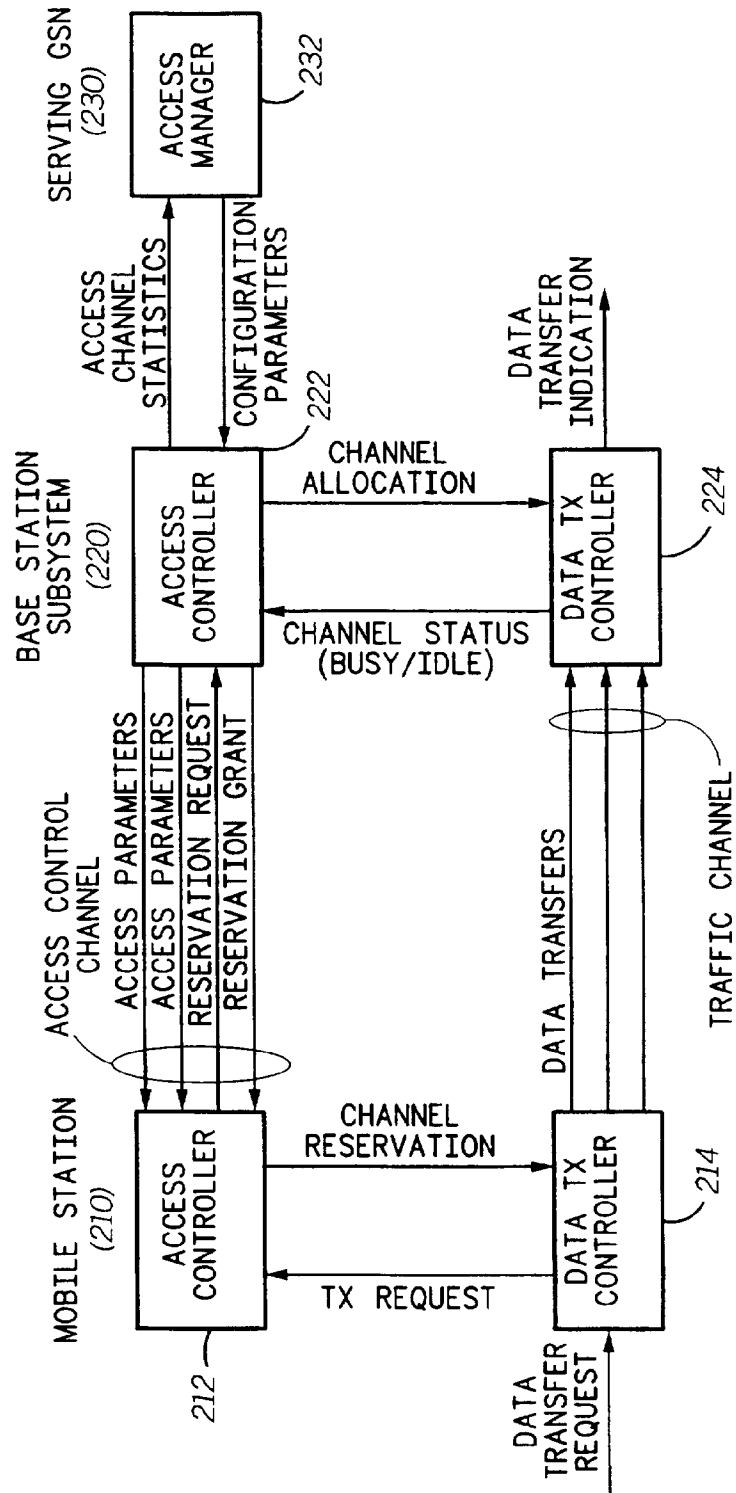 MOBILE STATION
(210)
ACCESS
CONTROLLER
212
ACCESS CONTROL
CHANNEL
ACCESS PARAMETERS
ACCESS PARAMETERS
RESERVATION REQUEST
RESERVATION GRANT
BASE STATION
SUBSYSTEM
(220)
ACCESS
CONTROLLER
222
ACCESS
CHANNEL
STATISTICS
CONFIGURATION
PARAMETERS
SERVING GSN
(230)
ACCESS
MANAGER
232
TX REQUEST
CHANNEL
RESERVATION
CHANNEL STATUS
(BUSY/IDLE)
CHANNEL
ALLOCATION
DATA
TRANSFER
REQUEST
DATA TX
CONTROLLER
214
DATA TRANSFERS
TRAFFIC CHANNEL
DATA TX
CONTROLLER
224
DATA
TRANSFER
INDICATION